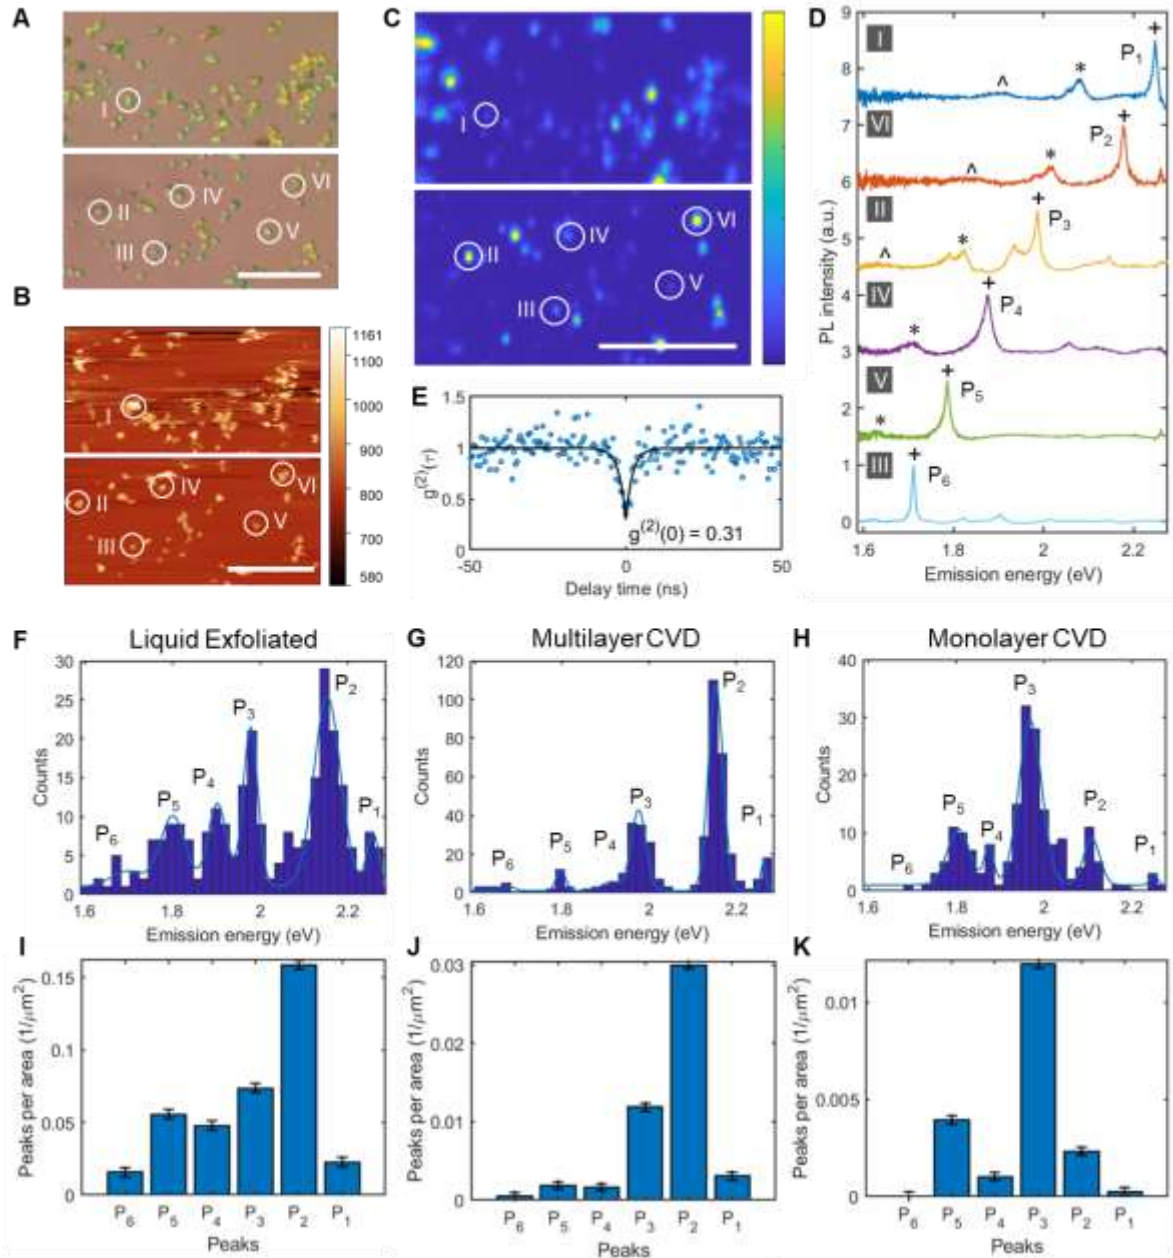 A
I
II
III
IV
V
VI
B
I
II
III
IV
V
VI
1161
1100
1000
900
800
700
580
C
I
II
III
IV
V
VI
D
PL intensity (a.u.)
9
8
7
6
5
4
3
2
1
0
I
^
*
+
P1
VI
^
*
+
P2
II
^
*
+
P3
IV
*
+
P4
V
*
+
P5
III
+
P6
1.6
1.8
2
2.2
Emission energy (eV)
E
g(2)(τ)
1.5
1
0.5
0
g(2)(0) = 0.31
-50
0
50
Delay time (ns)
F
Liquid Exfoliated
Counts
30
25
20
15
10
5
0
P6
P5
P4
P3
P2
P1
1.6
1.8
2
2.2
Emission energy (eV)
G
Multilayer CVD
Counts
120
100
80
60
40
20
0
P6
P5
P4
P3
P2
P1
1.6
1.8
2
2.2
Emission energy (eV)
H
Monolayer CVD
Counts
40
30
20
10
0
P6
P5
P4
P3
P2
P1
1.6
1.8
2
2.2
Emission energy (eV)
I
Peaks per area (1/μm2)
0.15
0.1
0.05
0
P6
P5
P4
P3
P2
P1
Peaks
J
Peaks per area (1/μm2)
0.03
0.02
0.01
0
P6
P5
P4
P3
P2
P1
Peaks
K
Peaks per area (1/μm2)
0.01
0.005
0
P6
P5
P4
P3
P2
P1
Peaks